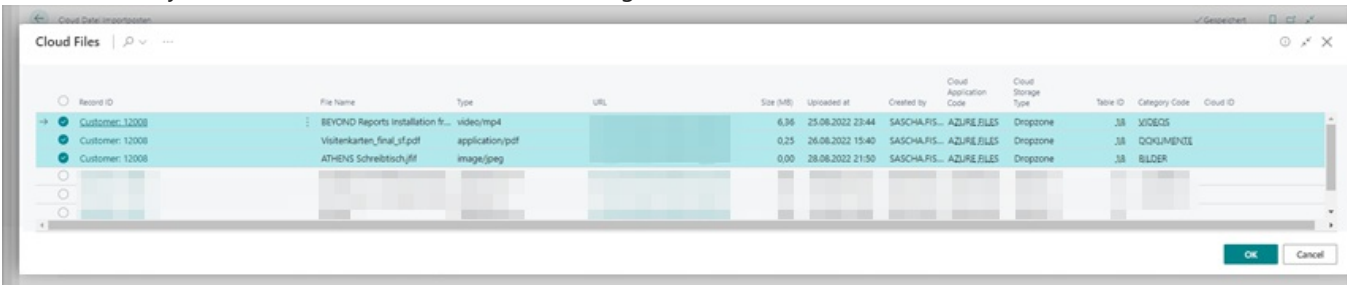 Cloud Datei Importposten
✓ Gespeichert
Cloud Files
Record ID File Name Type URL Size (MB) Uploaded at Created by Cloud Application Code Cloud Storage Type Table ID Category Code Cloud ID
Customer: 12008 BEYOND Reports Installation fr... video/mp4 6,36 25.08.2022 23:44 SASCHA.FIS... AZURE FILES Dropzone 18 VIDEOS
Customer: 12008 Visitenkarten_final_sf.pdf application/pdf 0,25 26.08.2022 15:40 SASCHA.FIS... AZURE FILES Dropzone 18 DOKUMENTE
Customer: 12008 ATHENS Schreibtisch.jfif image/jpeg 0,00 28.08.2022 21:50 SASCHA.FIS... AZURE FILES Dropzone 18 BILDER
OK Cancel